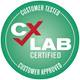 CUSTOMER TESTED
CX
LAB
CERTIFIED
CUSTOMER APPROVED